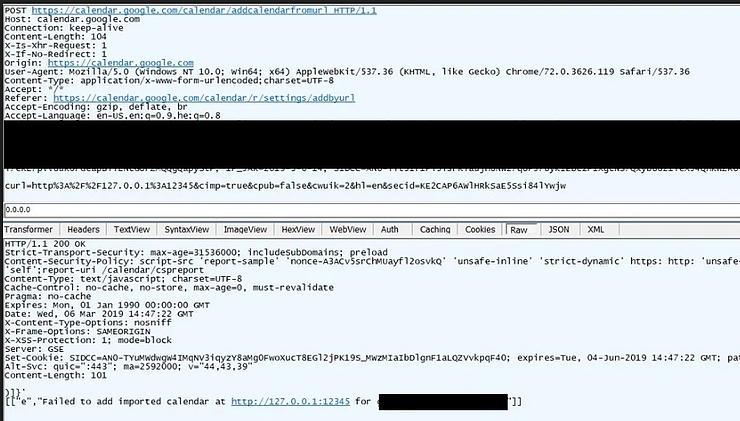 POST https://calendar.google.com/calendar/addcalendarfromurl HTTP/1.1
Host: calendar.google.com
Connection: keep-alive
Content-Length: 104
X-Is-Xhr-Request: 1
X-If-No-Redirect: 1
Origin: https://calendar.google.com
User-Agent: Mozilla/5.0 (Windows NT 10.0; Win64; x64) AppleWebKit/537.36 (KHTML, like Gecko) Chrome/72.0.3626.119 Safari/537.36
Content-Type: application/x-www-form-urlencoded;charset=UTF-8
Accept: */*
Referer: https://calendar.google.com/calendar/r/settings/addbyurl
Accept-Encoding: gzip, deflate, br
Accept-Language: en-US,en;q=0.9,he;q=0.8
curl=http%3A%2F%2F127.0.0.1%3A12345&cimp=true&cpub=false&cwuik=2&hl=en&secid=KE2CAP6AWlHRkSaE5Ssi84lYwjw
0.0.0.0
Transformer Headers TextView SyntaxView ImageView HexView WebView Auth Caching Cookies Raw JSON XML
HTTP/1.1 200 OK
Strict-Transport-Security: max-age=31536000; includeSubDomains; preload
Content-Security-Policy: script-src 'report-sample' 'nonce-A3ACv5srChMUayfl2osvkQ' 'unsafe-inline' 'strict-dynamic' https: http: 'unsafe-
'self';report-uri /calendar/cspreport
Content-Type: text/javascript; charset=UTF-8
Cache-Control: no-cache, no-store, max-age=0, must-revalidate
Pragma: no-cache
Expires: Mon, 01 Jan 1990 00:00:00 GMT
Date: Wed, 06 Mar 2019 14:47:22 GMT
X-Content-Type-Options: nosniff
X-Frame-Options: SAMEORIGIN
X-XSS-Protection: 1; mode=block
Server: GSE
Set-Cookie: SIDCC=AN0-TYuMWdwgW4IMqNV3iqyzY8aMg0FwoXucT8EGl2jPK19S_MWzMIaIbDlgnF1aLQZVvkpqF40; expires=Tue, 04-Jun-2019 14:47:22 GMT; pat
Alt-Svc: quic=":443"; ma=2592000; v="44,43,39"
Content-Length: 101
)]}'
[["e","Failed to add imported calendar at http://127.0.0.1:12345 for "]]